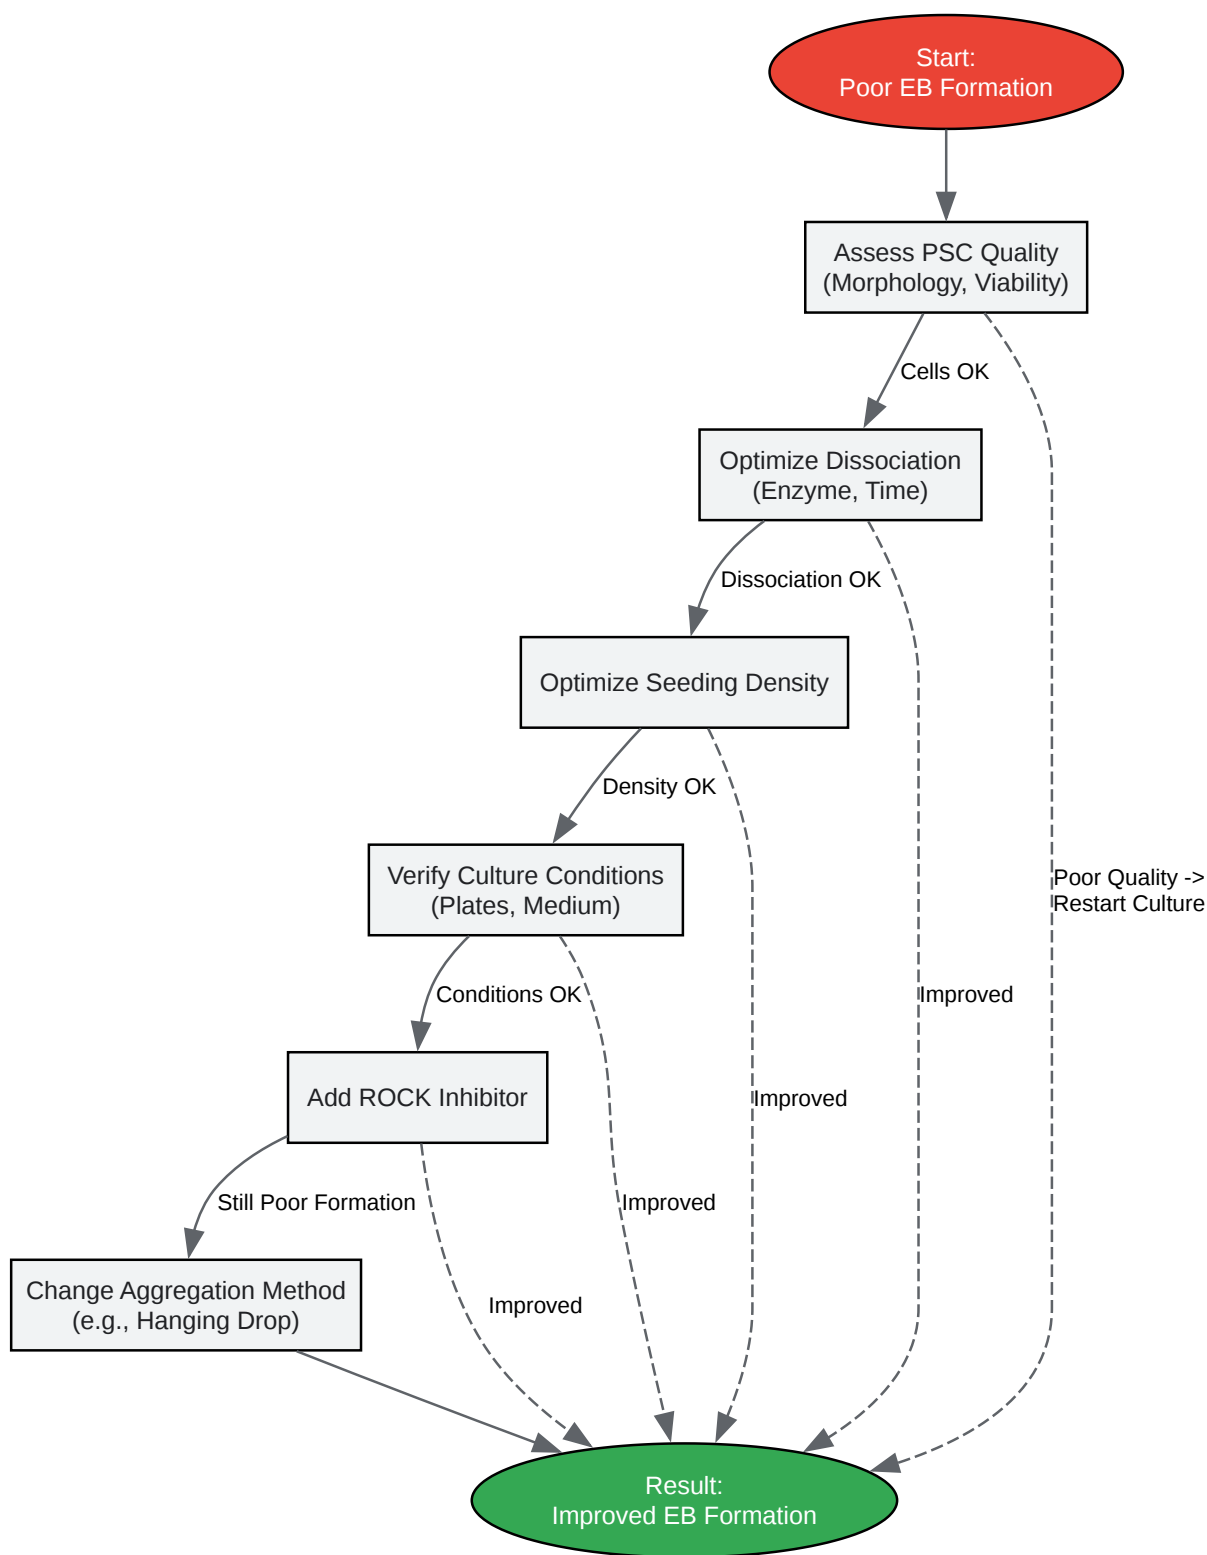 Start:
Poor EB Formation
Assess PSC Quality
(Morphology, Viability)
Cells OK
Optimize Dissociation
(Enzyme, Time)
Dissociation OK
Optimize Seeding Density
Density OK
Verify Culture Conditions
(Plates, Medium)
Poor Quality ->
Restart Culture
Conditions OK
Improved
Add ROCK Inhibitor
Improved
Still Poor Formation
Improved
Change Aggregation Method
(e.g., Hanging Drop)
Improved
Result:
Improved EB Formation